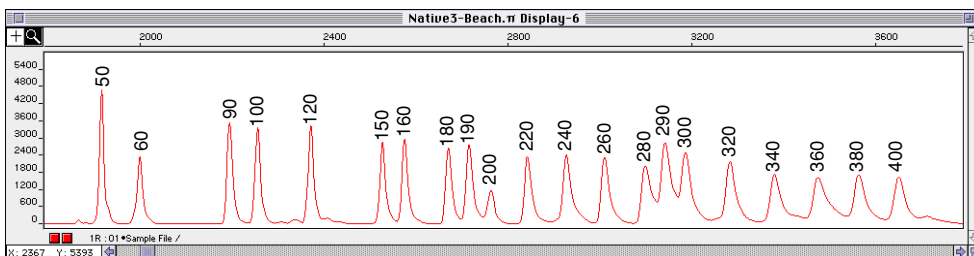 Native3-Beach.π Display-6
2000 2400 2800 3200 3600
5400
4800
4200
3600
3000
2400
1800
1200
600
0
50 60 90 100 120 150 160 180 190 200 220 240 260 280 290 300 320 340 360 380 400
1R : 01•Sample File /
X: 2367 Y: 5393